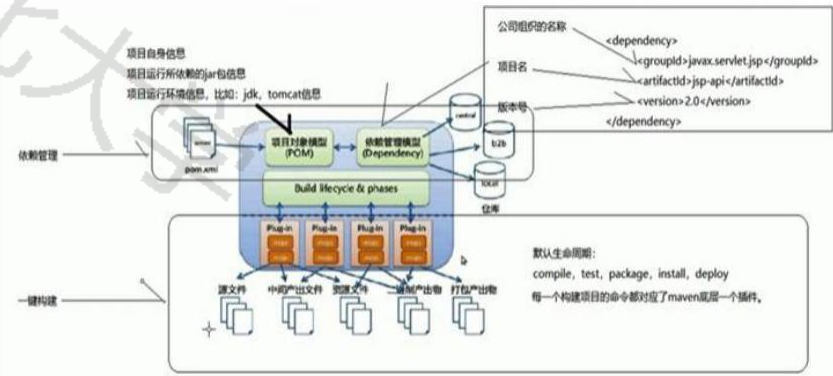 公司组织的名称
<dependency>
<groupId>javax.servlet.jsp</groupId>
项目名
<artifactId>jsp-api</artifactId>
版本号
<version>2.0</version>
</dependency>
项目自身信息
项目运行所依赖的jar包信息
项目运行环境信息，比如：jdk，tomcat信息
依赖管理
pom.xml
项目对象模型
(POM)
依赖管理模型
(Dependency)
central
b2b
local
仓库
Build lifecycle & phases
Plug-in Plug-in Plug-in Plug-in
一键构建
源文件 中间产出文件 资源文件 二进制产出物 打包产出物
默认生命周期：
compile，test，package，install，deploy
每一个构建项目的命令都对应了maven底层一个插件。
大学